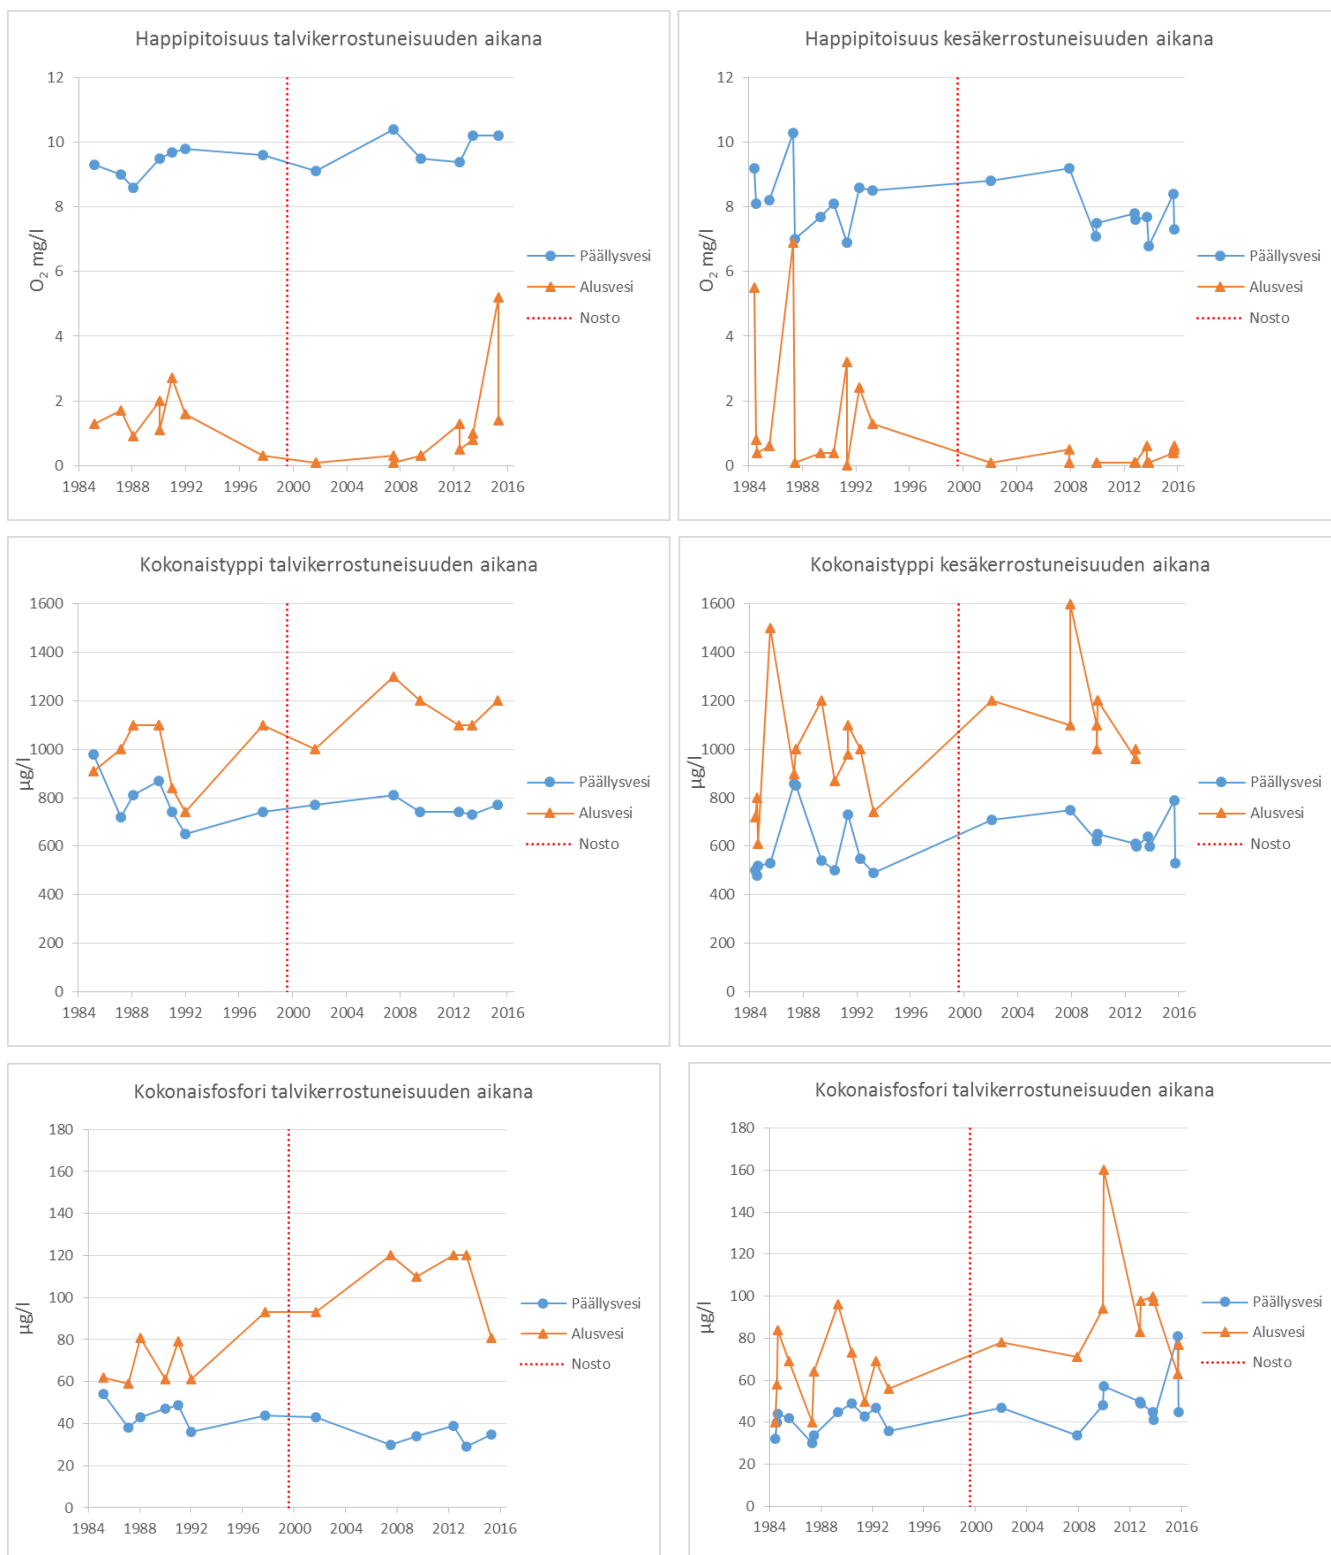 Happipitoisuus talvikerrostuneisuuden aikana
12
10
8
6
4
2
0
O₂ mg/l
1984 1988 1992 1996 2000 2004 2008 2012 2016
Päällysvesi
Alusvesi
Nosto
Happipitoisuus kesäkerrostuneisuuden aikana
12
10
8
6
4
2
0
O₂ mg/l
1984 1988 1992 1996 2000 2004 2008 2012 2016
Päällysvesi
Alusvesi
Nosto
Kokonaistyppi talvikerrostuneisuuden aikana
1600
1400
1200
1000
800
600
400
200
0
µg/l
1984 1988 1992 1996 2000 2004 2008 2012 2016
Päällysvesi
Alusvesi
Nosto
Kokonaistyppi kesäkerrostuneisuuden aikana
1600
1400
1200
1000
800
600
400
200
0
µg/l
1984 1988 1992 1996 2000 2004 2008 2012 2016
Päällysvesi
Alusvesi
Nosto
Kokonaisfosfori talvikerrostuneisuuden aikana
180
160
140
120
100
80
60
40
20
0
µg/l
1984 1988 1992 1996 2000 2004 2008 2012 2016
Päällysvesi
Alusvesi
Nosto
Kokonaisfosfori talvikerrostuneisuuden aikana
180
160
140
120
100
80
60
40
20
0
µg/l
1984 1988 1992 1996 2000 2004 2008 2012 2016
Päällysvesi
Alusvesi
Nosto